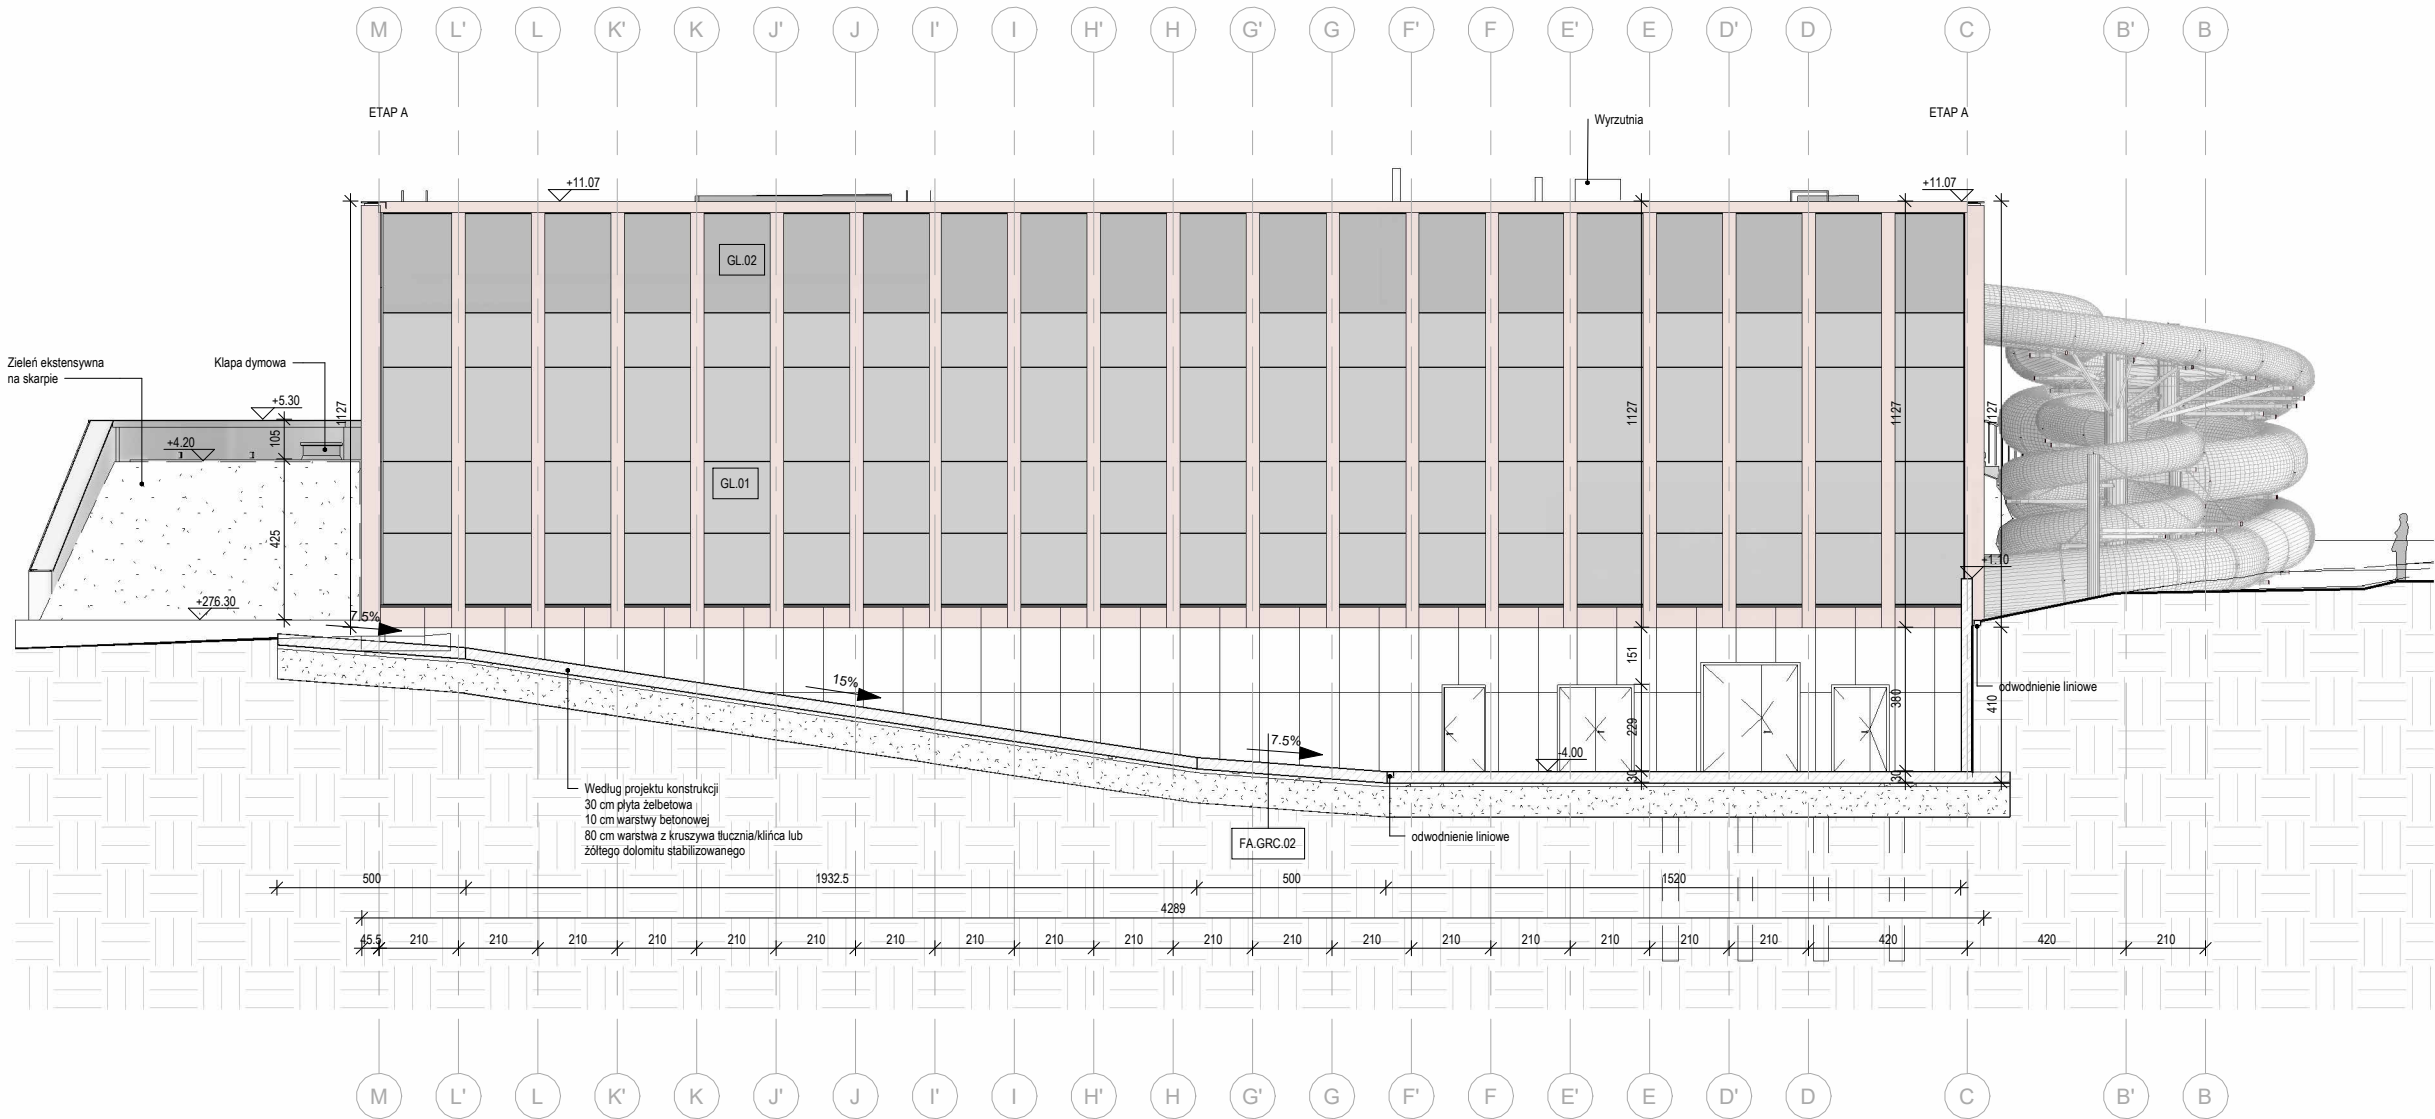 M L' L K' K J' J I' I H' H G' G F' F E' E D' D C B' B
ETAP A
ETAP A
Wyrzutnia
+11.07
+11.07
GL.02
Zieleń ekstensywna
na skarpie
Klapa dymowa
+5.30
1127
1127
1127
1127
105
+4.20
GL.01
425
+1.10
+276.30
7.5%
151
15%
odwodnienie liniowe
380
410
229
7.5%
-4.00
30
30
Według projektu konstrukcji
30 cm płyta żelbetowa
10 cm warstwy betonowej
80 cm warstwa z kruszywa tłucznia/klińca lub
żółtego dolomitu stabilizowanego
FA.GRC.02
odwodnienie liniowe
500 1932.5 500 1520
4289
45.5 210 210 210 210 210 210 210 210 210 210 210 210 210 210 210 210 210 210 420 420 210
M L' L K' K J' J I' I H' H G' G F' F E' E D' D C B' B